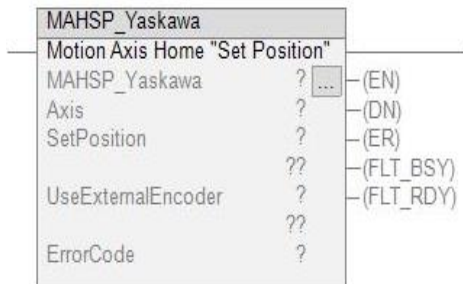 MAHSP_Yaskawa
Motion Axis Home "Set Position"
MAHSP_Yaskawa ? ... (EN)
Axis ? (DN)
SetPosition ? (ER)
?? (FLT_BSY)
UseExternalEncoder ? (FLT_RDY)
??
ErrorCode ?